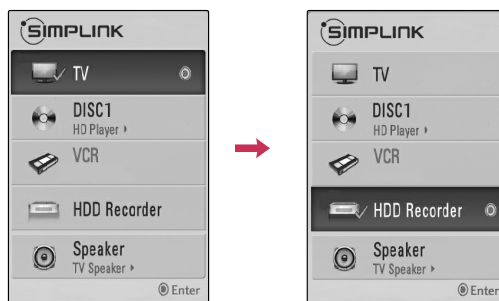 SIMPLINK
TV
DISC1
HD Player
VCR
HDD Recorder
Speaker
TV Speaker
Enter
SIMPLINK
TV
DISC1
HD Player
VCR
HDD Recorder
Speaker
TV Speaker
Enter